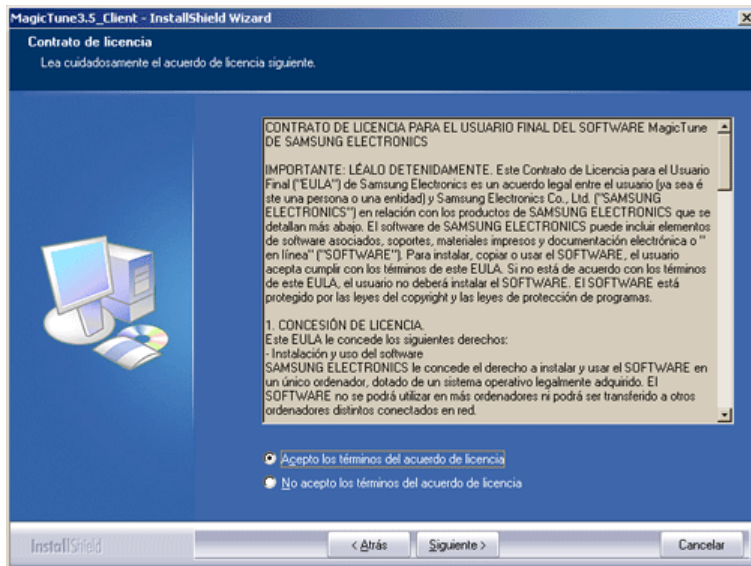 MagicTune3.5_Client - InstallShield Wizard
Contrato de licencia
Lea cuidadosamente el acuerdo de licencia siguiente.
CONTRATO DE LICENCIA PARA EL USUARIO FINAL DEL SOFTWARE MagicTune
DE SAMSUNG ELECTRONICS
IMPORTANTE: LÉALO DETENIDAMENTE. Este Contrato de Licencia para el Usuario
Final ("EULA") de Samsung Electronics es un acuerdo legal entre el usuario (ya sea é
ste una persona o una entidad) y Samsung Electronics Co., Ltd. ("SAMSUNG
ELECTRONICS") en relación con los productos de SAMSUNG ELECTRONICS que se
detallan más abajo. El software de SAMSUNG ELECTRONICS puede incluir elementos
de software asociados, soportes, materiales impresos y documentación electrónica o "
en línea" ("SOFTWARE"). Para instalar, copiar o usar el SOFTWARE, el usuario
acepta cumplir con los términos de este EULA. Si no está de acuerdo con los términos
de este EULA, el usuario no deberá instalar el SOFTWARE. El SOFTWARE está
protegido por las leyes del copyright y las leyes de protección de programas.
1. CONCESIÓN DE LICENCIA.
Este EULA le concede los siguientes derechos:
- Instalación y uso del software
SAMSUNG ELECTRONICS le concede el derecho a instalar y usar el SOFTWARE en
un único ordenador, dotado de un sistema operativo legalmente adquirido. El
SOFTWARE no se podrá utilizar en más ordenadores ni podrá ser transferido a otros
ordenadores distintos conectados en red.
Acepto los términos del acuerdo de licencia
No acepto los términos del acuerdo de licencia
InstallShield
< Atrás
Siguiente >
Cancelar